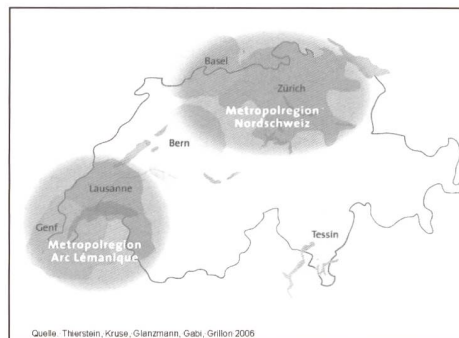 Basel
Zürich
Metropolregion
Nordschweiz
Bern
Lausanne
Genf
Metropolregion
Arc Lémanique
Tessin
Quelle: Thierstein, Kruse, Glanzmann, Gabi, Grillon 2006